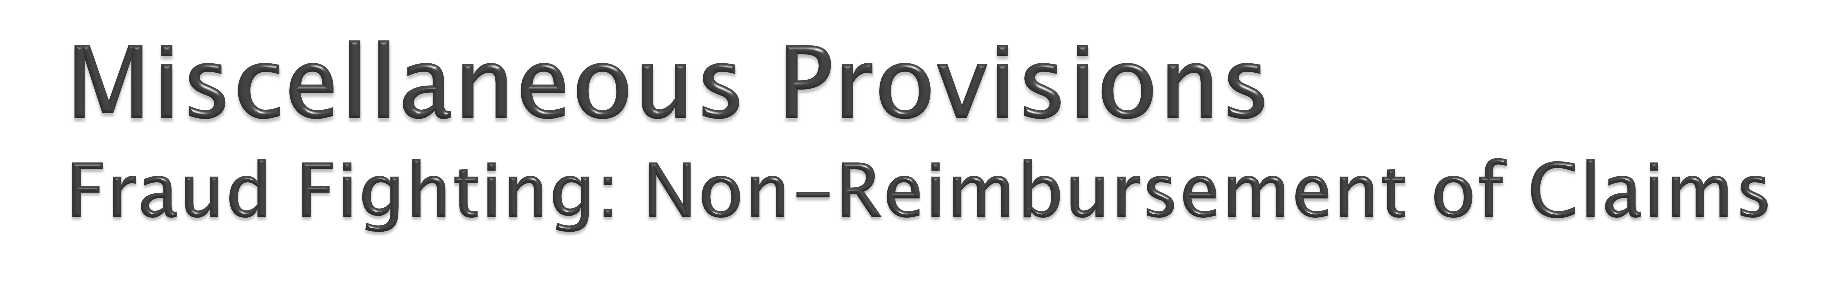 Miscellaneous Provisions
Fraud Fighting: Non-Reimbursement of Claims